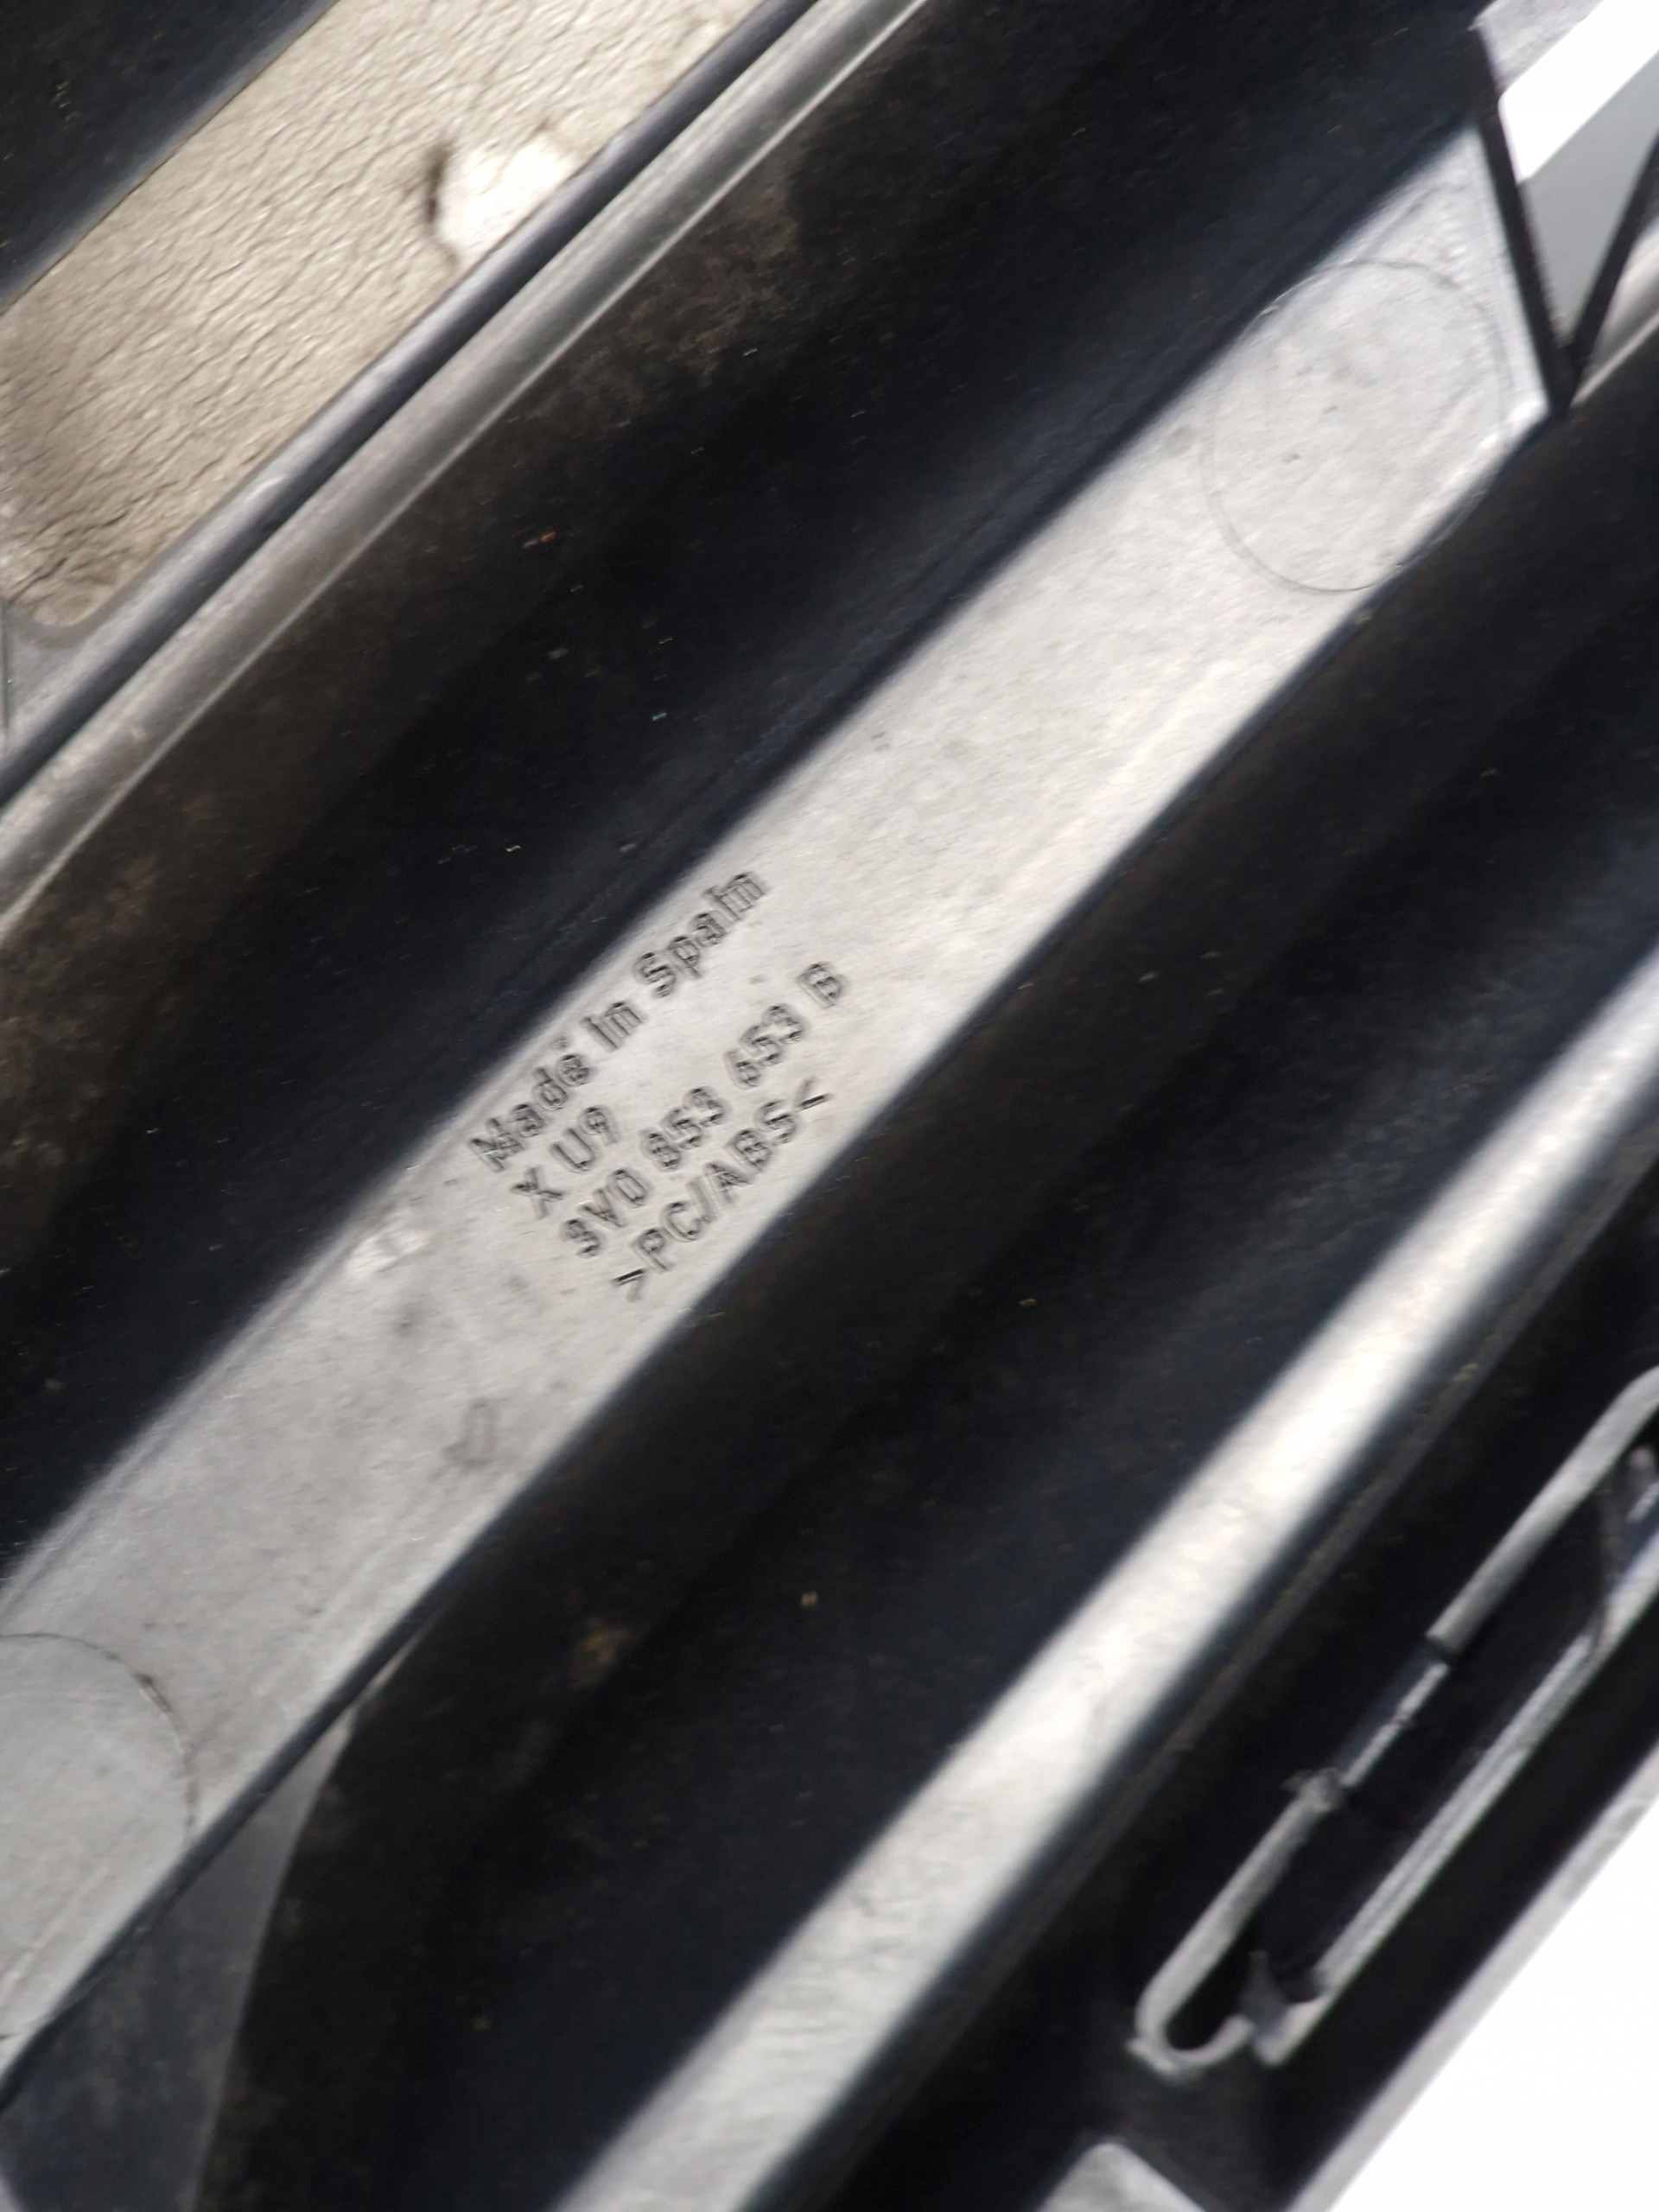 Made in Spain
X U9
3V0 853 653 B
>PC/ABS<